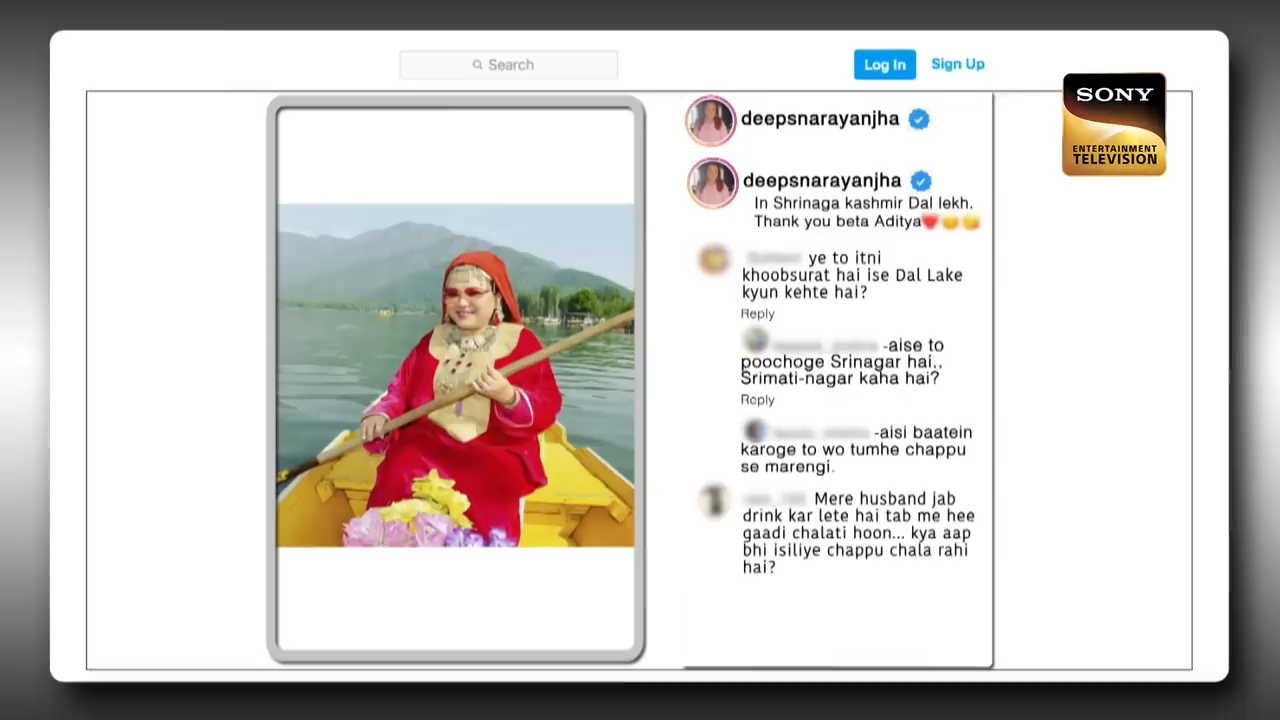 Search
Log In
Sign Up
SONY
ENTERTAINMENT
TELEVISION
deepsnarayanjha
deepsnarayanjha
In Shrinaga kashmir Dal lekh.
Thank you beta Aditya❤️
ye to itni
khoobsurat hai ise Dal Lake
kyun kehte hai?
Reply
-aise to
poochoge Srinagar hai..
Srimati-nagar kaha hai?
Reply
-aisi baatein
karoge to wo tumhe chappu
se marengi.
Mere husband jab
drink kar lete hai tab me hee
gaadi chalati hoon... kya aap
bhi isiliye chappu chala rahi
hai?